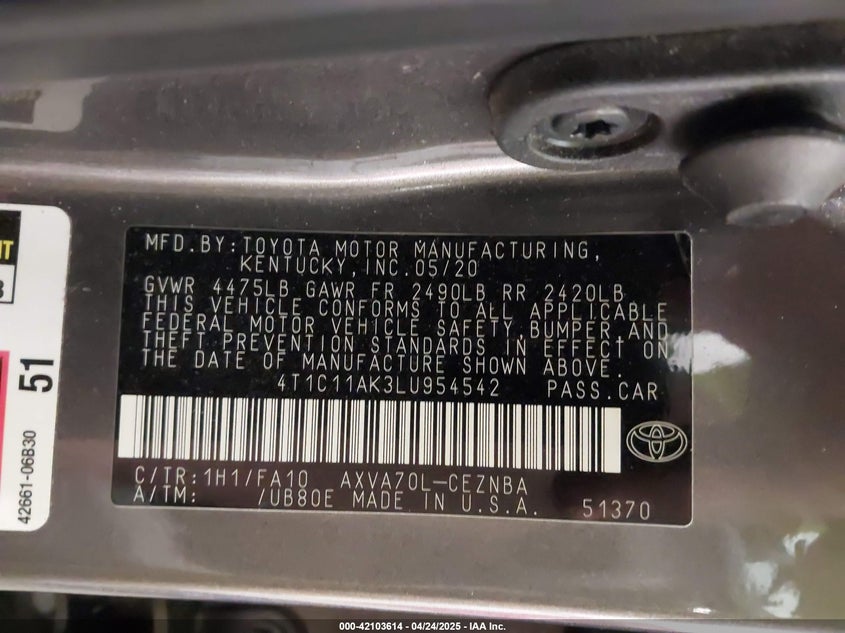 MFD.BY:TOYOTA MOTOR MANUFACTURING,
KENTUCKY,INC.05/20
GVWR 4475LB GAWR FR 2490LB RR 2420LB
THIS VEHICLE CONFORMS TO ALL APPLICABLE
FEDERAL MOTOR VEHICLE SAFETY,BUMPER AND
THEFT PREVENTION STANDARDS IN EFFECT ON
THE DATE OF MANUFACTURE SHOWN ABOVE.
4T1C11AK3LU954542 PASS.CAR
C/TR:1H1/FA10 AXVA70L-CEZNBA
A/TM: /UB80E MADE IN U.S.A.
51370
51
42661-06B30
000-42103614 - 04/24/2025 - IAA Inc.